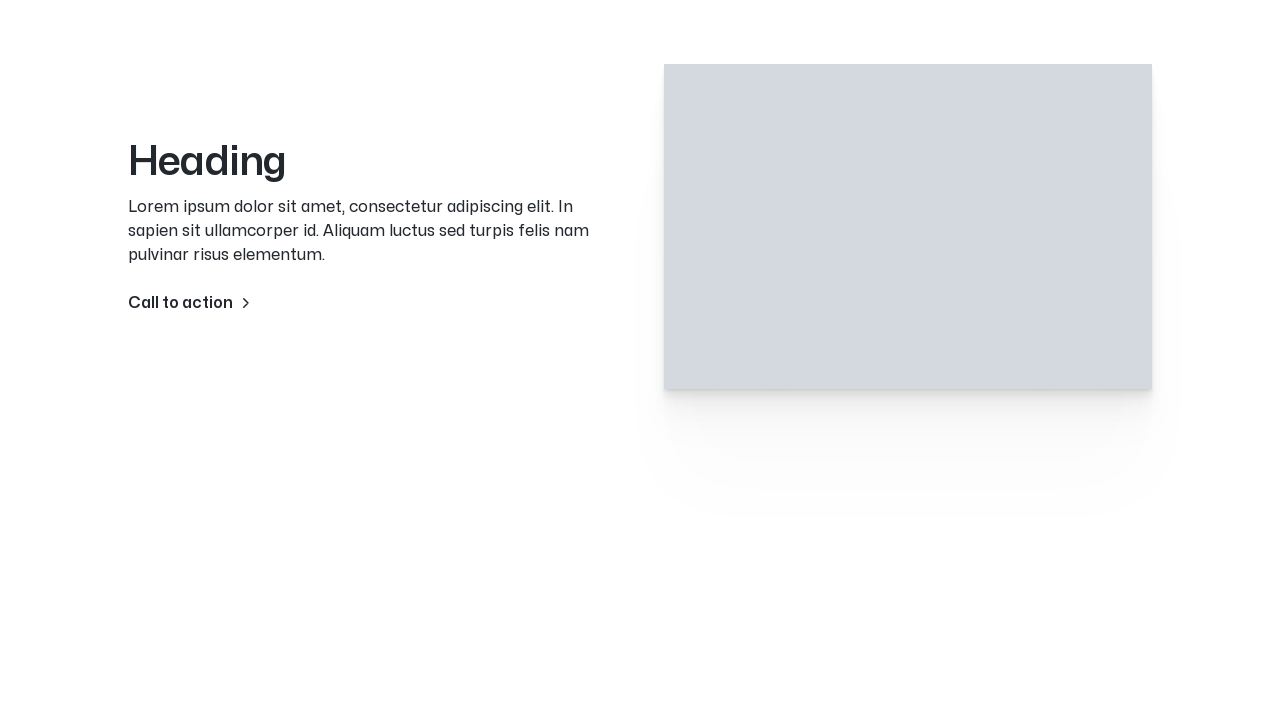 Heading
Lorem ipsum dolor sit amet, consectetur adipiscing elit. In
sapien sit ullamcorper id. Aliquam luctus sed turpis felis nam
pulvinar risus elementum.
Call to action